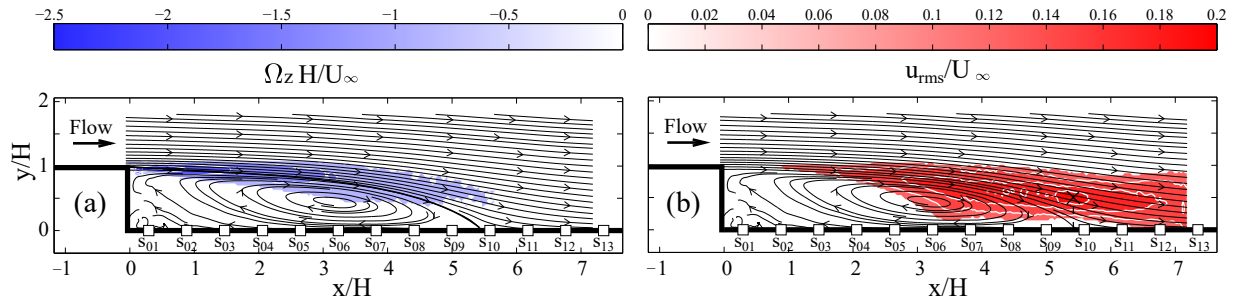 −2.5 −2 −1.5 −1 −0.5 0
Ωz H/U∞
2
1
0
y/H
Flow
(a)
s01 s02 s03 s04 s05 s06 s07 s08 s09 s10 s11 s12 s13
−1 0 1 2 3 4 5 6 7
x/H
0 0.02 0.04 0.06 0.08 0.1 0.12 0.14 0.16 0.18 0.2
urms/U∞
Flow
(b)
s01 s02 s03 s04 s05 s06 s07 s08 s09 s10 s11 s12 s13
−1 0 1 2 3 4 5 6 7
x/H